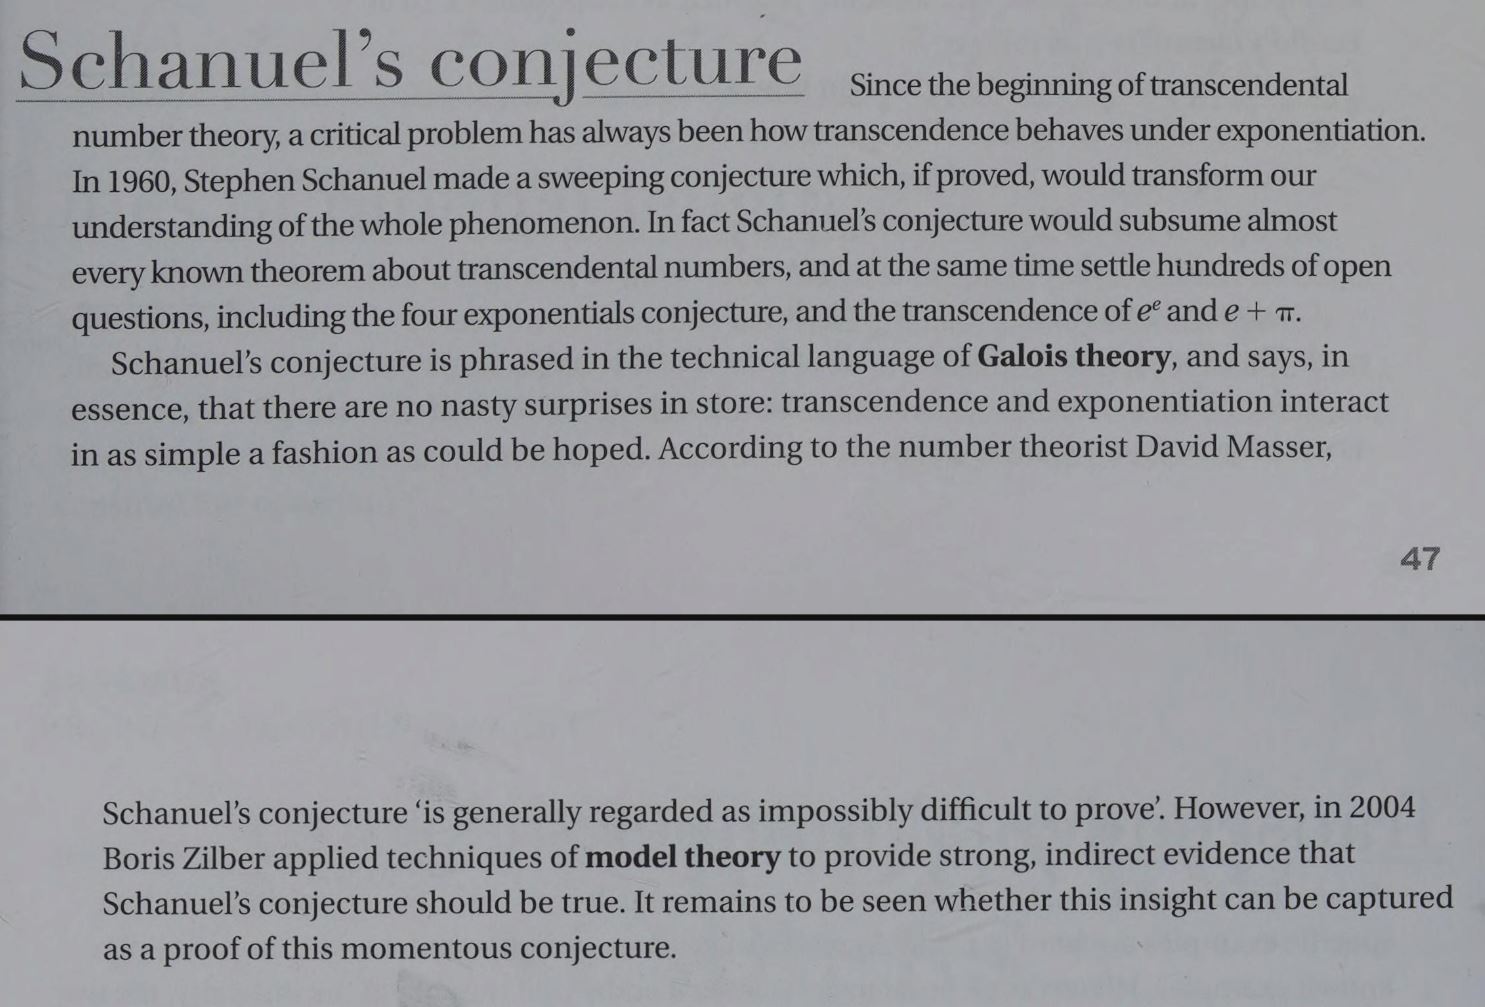 Schanuel's conjecture Since the beginning of transcendental
number theory, a critical problem has always been how transcendence behaves under exponentiation.
In 1960, Stephen Schanuel made a sweeping conjecture which, if proved, would transform our
understanding of the whole phenomenon. In fact Schanuel's conjecture would subsume almost
every known theorem about transcendental numbers, and at the same time settle hundreds of open
questions, including the four exponentials conjecture, and the transcendence of eᵉ and e + π.
Schanuel's conjecture is phrased in the technical language of Galois theory, and says, in
essence, that there are no nasty surprises in store: transcendence and exponentiation interact
in as simple a fashion as could be hoped. According to the number theorist David Masser,
47
Schanuel's conjecture ‘is generally regarded as impossibly difficult to prove’. However, in 2004
Boris Zilber applied techniques of model theory to provide strong, indirect evidence that
Schanuel's conjecture should be true. It remains to be seen whether this insight can be captured
as a proof of this momentous conjecture.